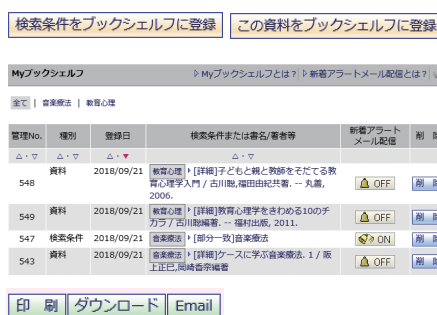 検索条件をブックシェルフに登録 この資料をブックシェルフに登録
Myブックシェルフ ▷Myブックシェルフとは？ ▷新着アラートメール配信とは？
全て | 音楽療法 | 教育心理
管理No. 種別 登録日 検索条件または書名/著者等 新着アラートメール配信 削 除
△・▽ △・▽ △・▼ △・▽
548 資料 2018/09/21 教育心理 [詳細]子どもと親と教師をそだてる教
育心理学入門 / 古川聡,福田由紀共著. -- 丸善,
2006. OFF 削 除
549 資料 2018/09/21 教育心理 [詳細]教育心理学をきわめる10のチ
カラ / 古川聡編著. -- 福村出版, 2011. OFF 削 除
547 検索条件 2018/09/21 音楽療法 [部分一致]音楽療法 ON 削 除
543 資料 2018/09/21 音楽療法 [詳細]ケースに学ぶ音楽療法. 1 / 阪
上正巳,岡崎香奈編著 OFF 削 除
印 刷 ダウンロード Email